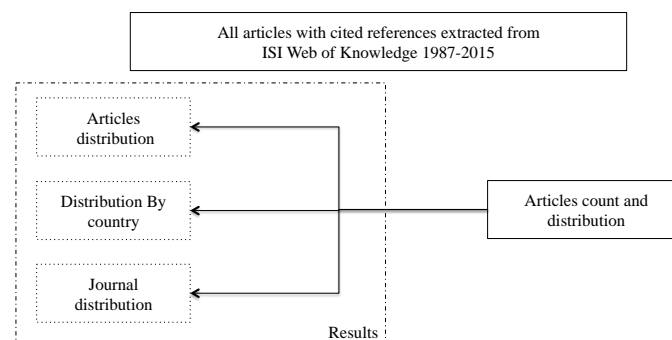 All articles with cited references extracted from
ISI Web of Knowledge 1987-2015
Articles
distribution
Distribution By
country
Articles count and
distribution
Journal
distribution
Results